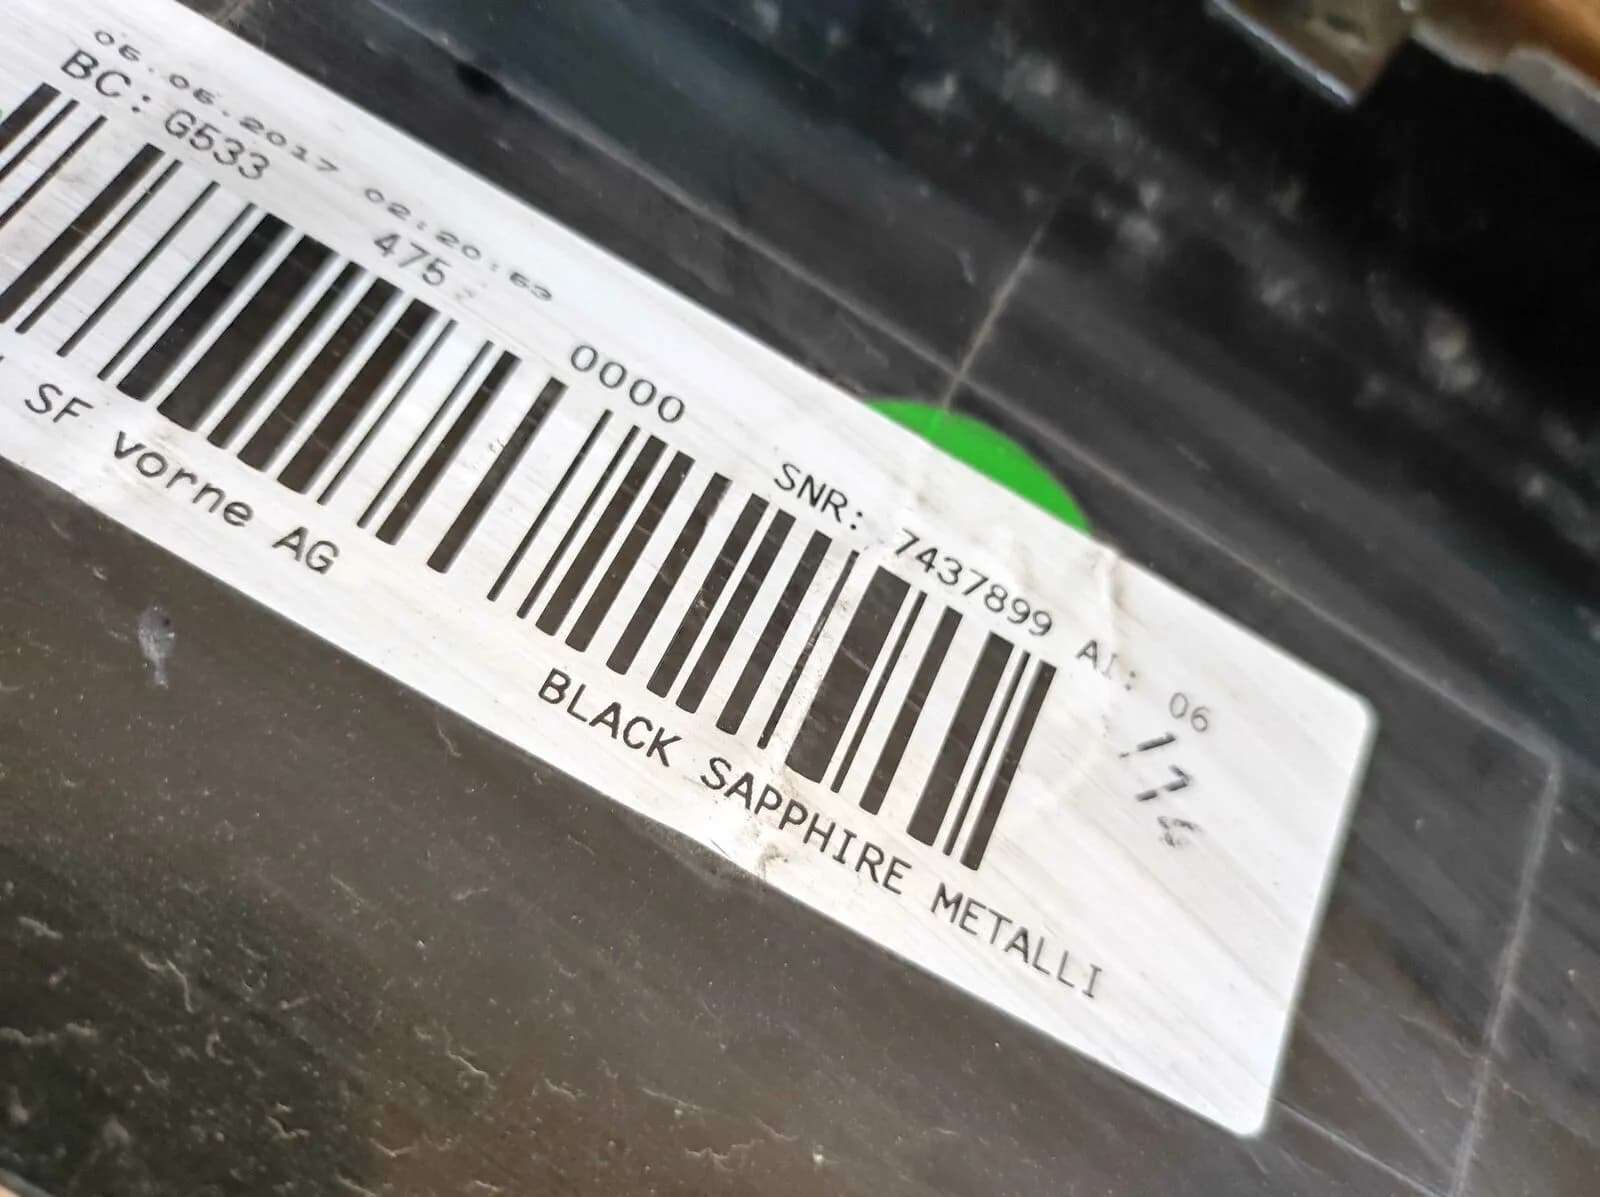 06.06.2017 02:20:53
BC: G533 475 0000 SNR: 7437899 AI: 06
SF vorne AG BLACK SAPPHIRE METALLI